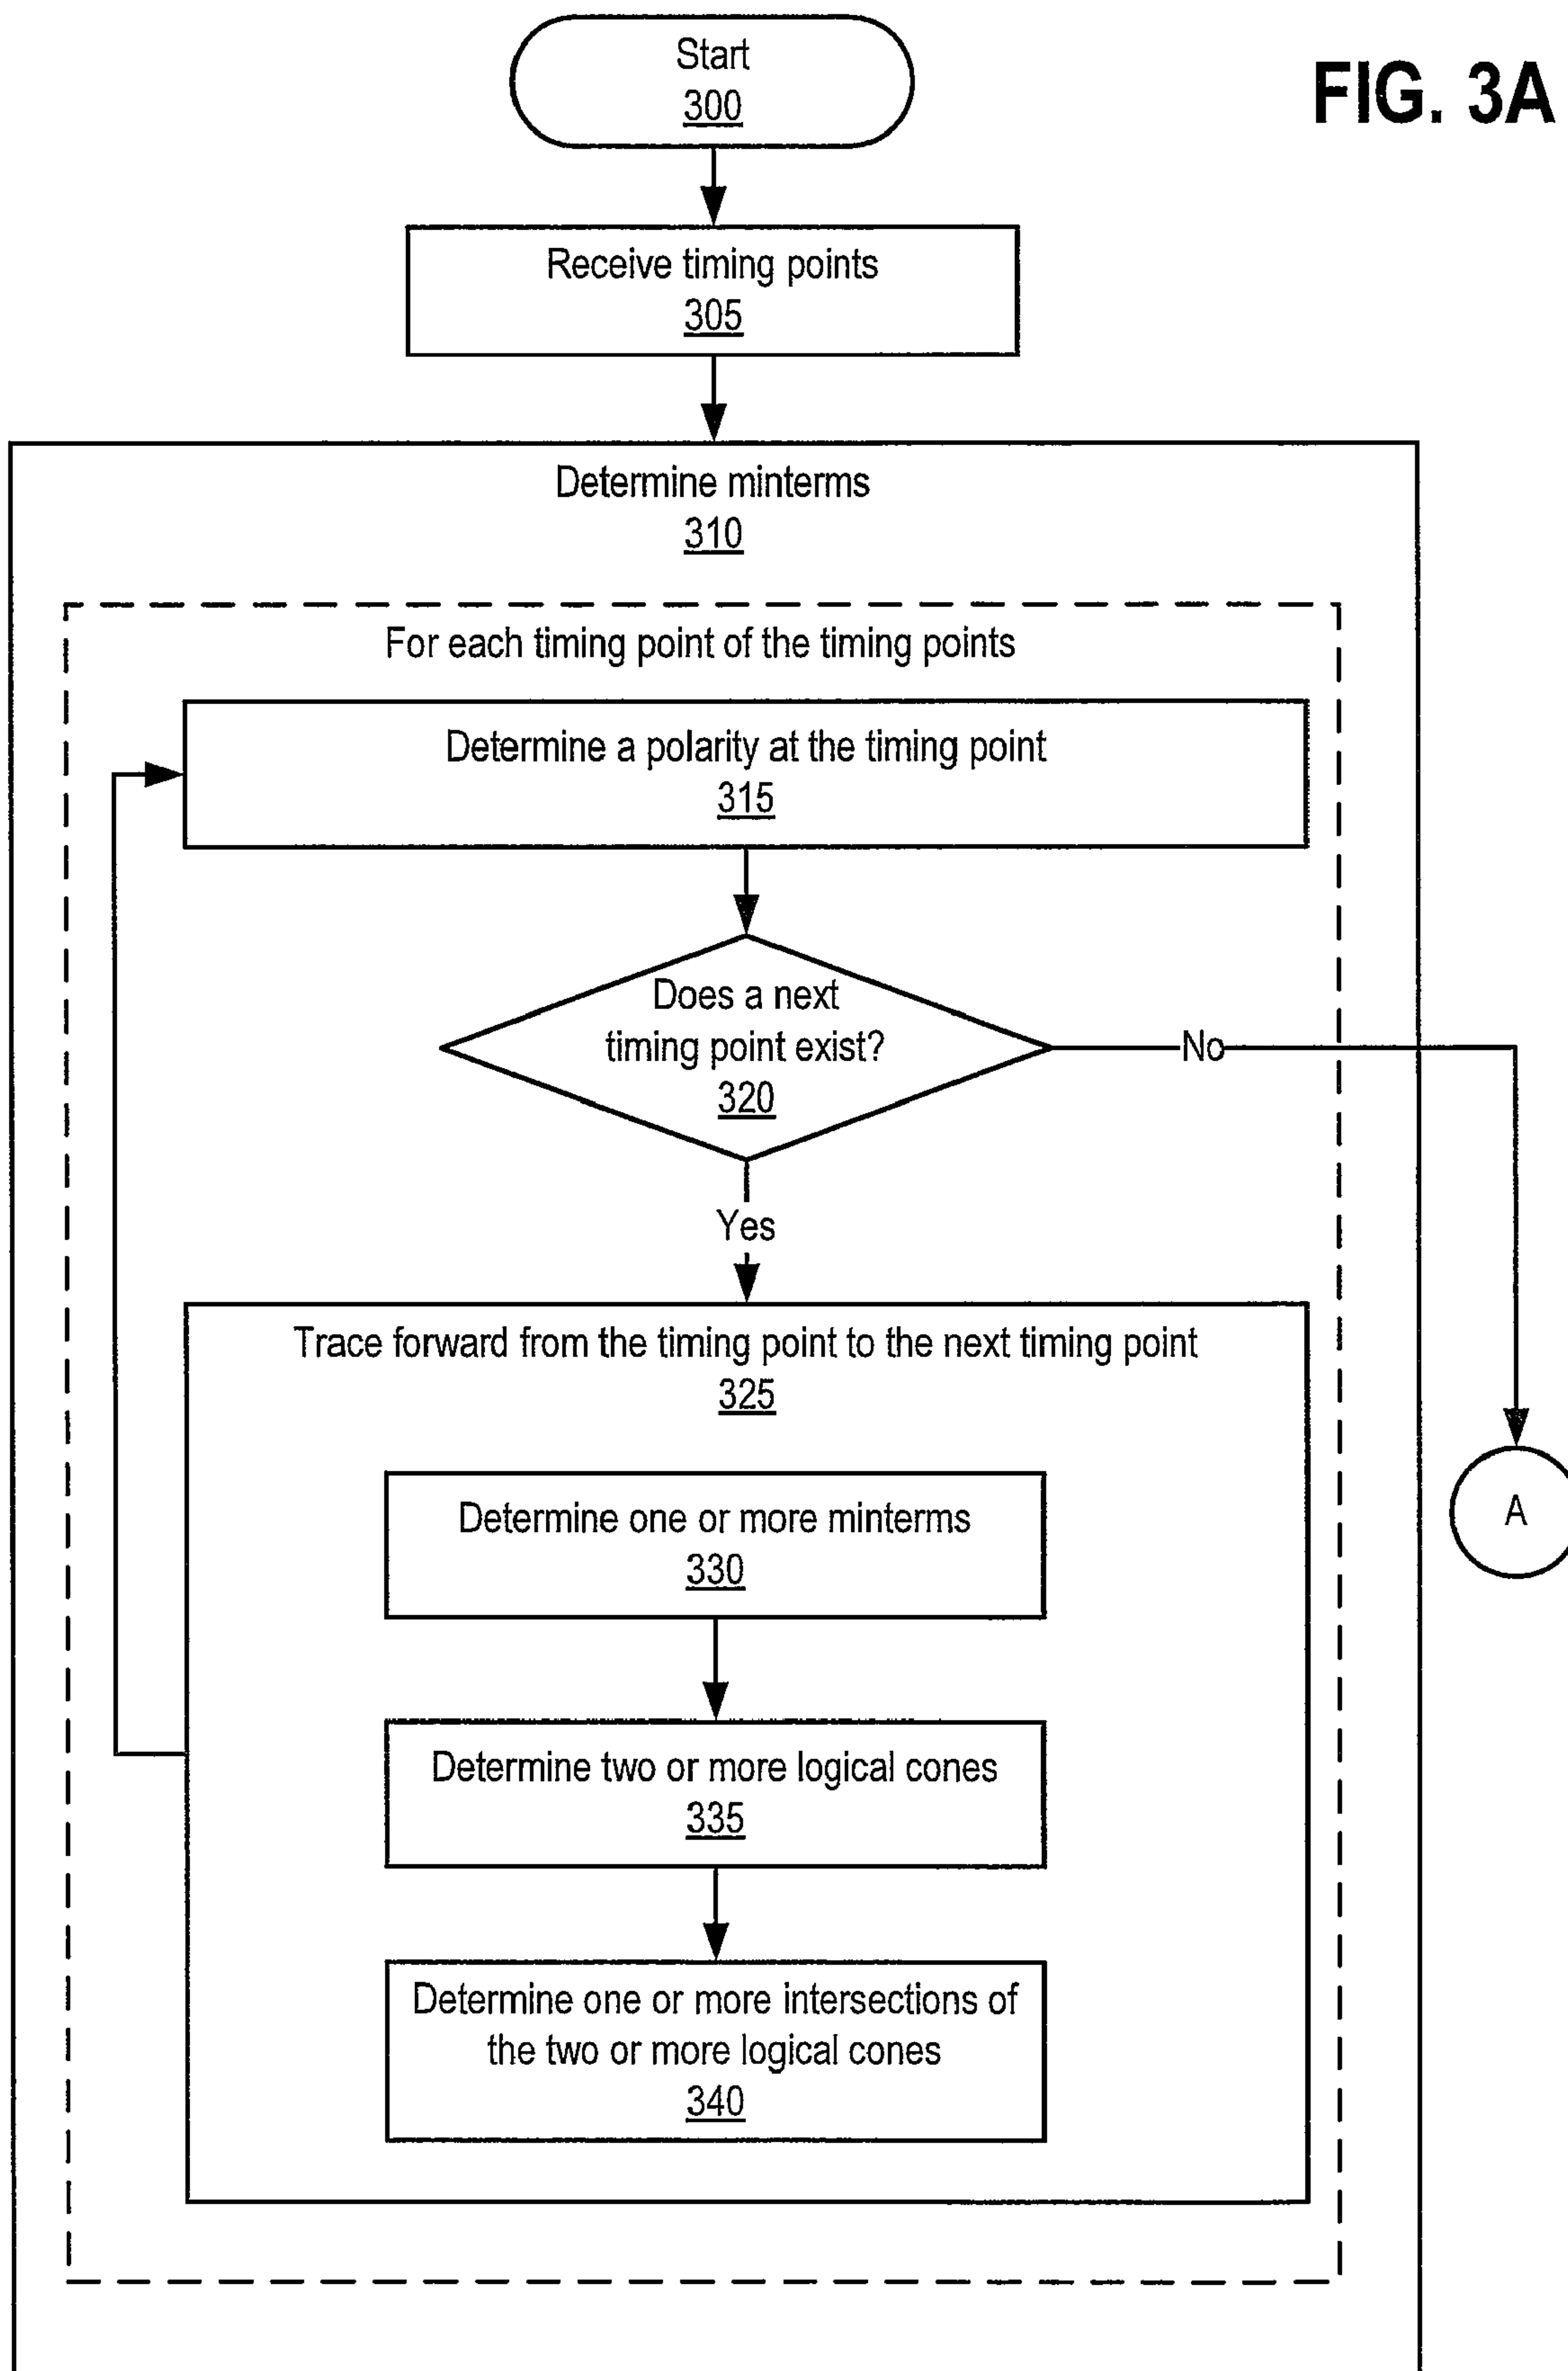 FIG. 3A
Start
300
Receive timing points
305
Determine minterms
310
For each timing point of the timing points
Determine a polarity at the timing point
315
Does a next
timing point exist?
320
No
Yes
Trace forward from the timing point to the next timing point
325
Determine one or more minterms
330
A
Determine two or more logical cones
335
Determine one or more intersections of
the two or more logical cones
340